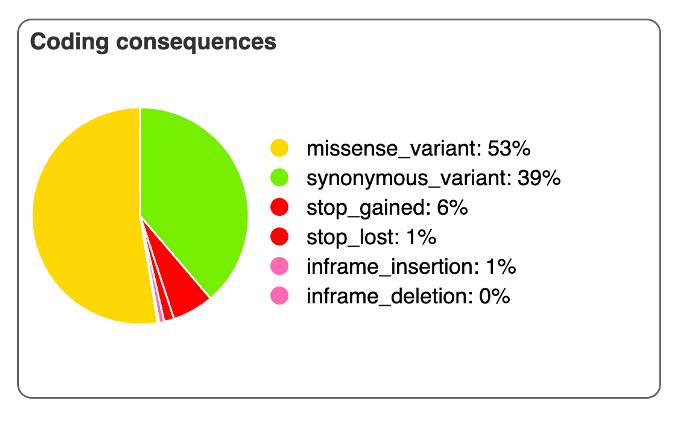 Coding consequences
missense_variant: 53%
synonymous_variant: 39%
stop_gained: 6%
stop_lost: 1%
inframe_insertion: 1%
inframe_deletion: 0%